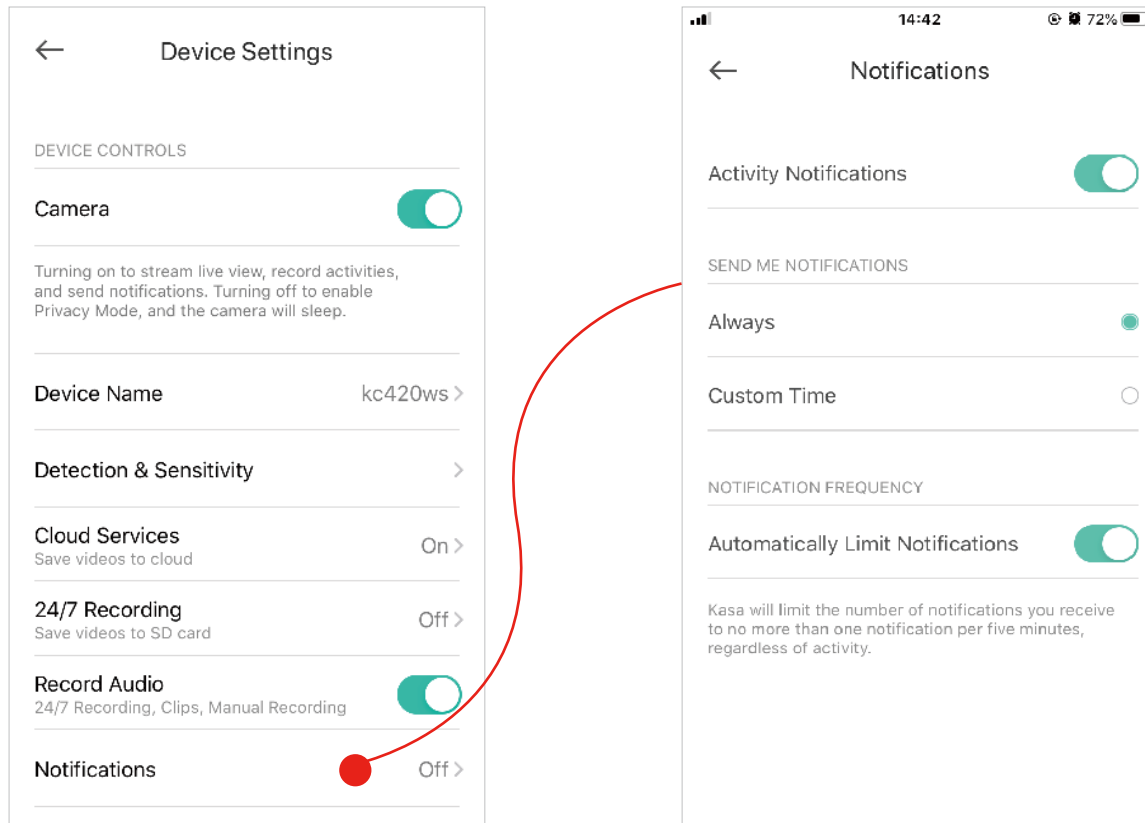 Device Settings
DEVICE CONTROLS
Camera
Turning on to stream live view, record activities,
and send notifications. Turning off to enable
Privacy Mode, and the camera will sleep.
Device Name kc420ws
Detection & Sensitivity
Cloud Services
Save videos to cloud
On
24/7 Recording
Save videos to SD card
Off
Record Audio
24/7 Recording, Clips, Manual Recording
Notifications Off
14:42 72%
Notifications
Activity Notifications
SEND ME NOTIFICATIONS
Always
Custom Time
NOTIFICATION FREQUENCY
Automatically Limit Notifications
Kasa will limit the number of notifications you receive
to no more than one notification per five minutes,
regardless of activity.